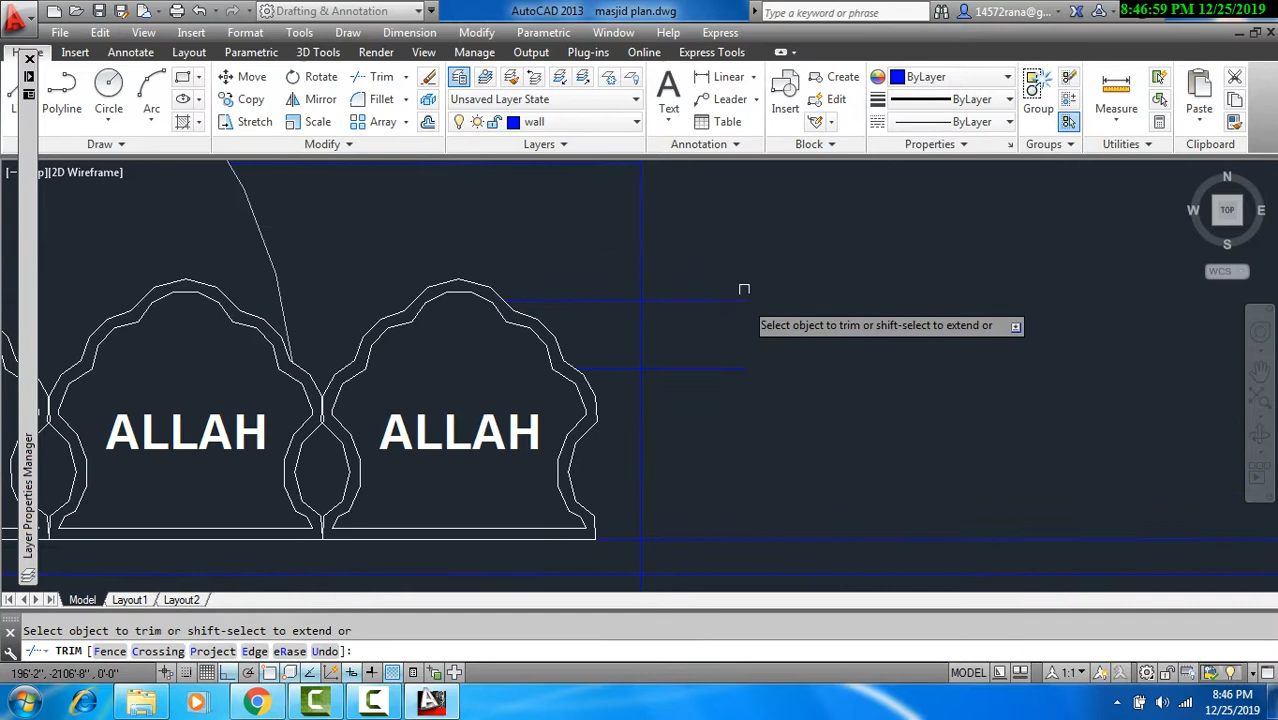 AutoCAD 2013 masjid plan.dwg
Drafting & Annotation
Type a keyword or phrase
14572rana@g...
8:46:59 PM 12/25/2019
File Edit View Insert Format Tools Draw Dimension Modify Parametric Window Help Express
Insert Annotate Parametric 3D Tools Render View Manage Output Plug-ins Online Express Tools
Polyline Circle Arc
Move Rotate Trim
Copy Mirror Fillet
Stretch Scale Array
Unsaved Layer State
wall
Text
Linear
Leader
Table
Insert
Create
Edit
ByLayer
ByLayer
ByLayer
Group
Measure
Paste
Draw Modify Layers Annotation Block Properties Groups Utilities Clipboard
[2D Wireframe]
N
W TOP E
S
WCS
Select object to trim or shift-select to extend or
ALLAH ALLAH
Layer Properties Manager
Model Layout1 Layout2
Select object to trim or shift-select to extend or
TRIM [Fence Crossing Project Edge eRase Undo]:
196'-2", -2106'-8", 0'-0"
MODEL
1:1
8:46 PM
12/25/2019